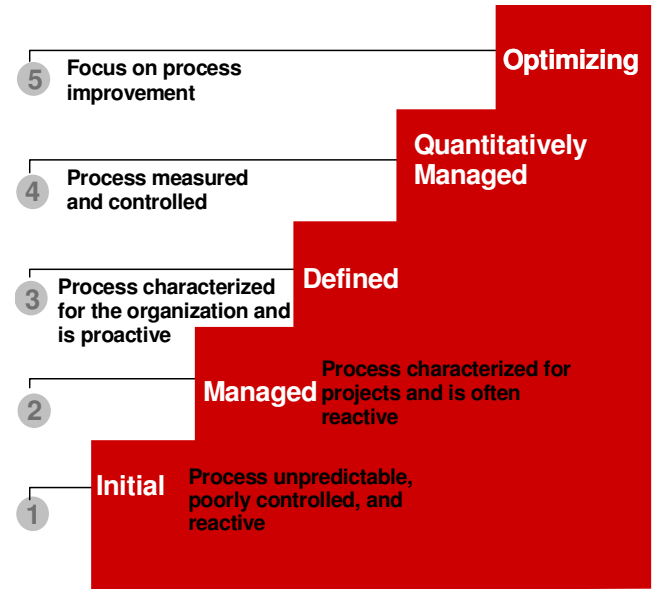 Optimizing
5
Focus on process
improvement
Quantitatively
Managed
4
Process measured
and controlled
Defined
3
Process characterized
for the organization and
is proactive
Managed
Process characterized for
projects and is often
reactive
2
Initial
Process unpredictable,
poorly controlled, and
reactive
1